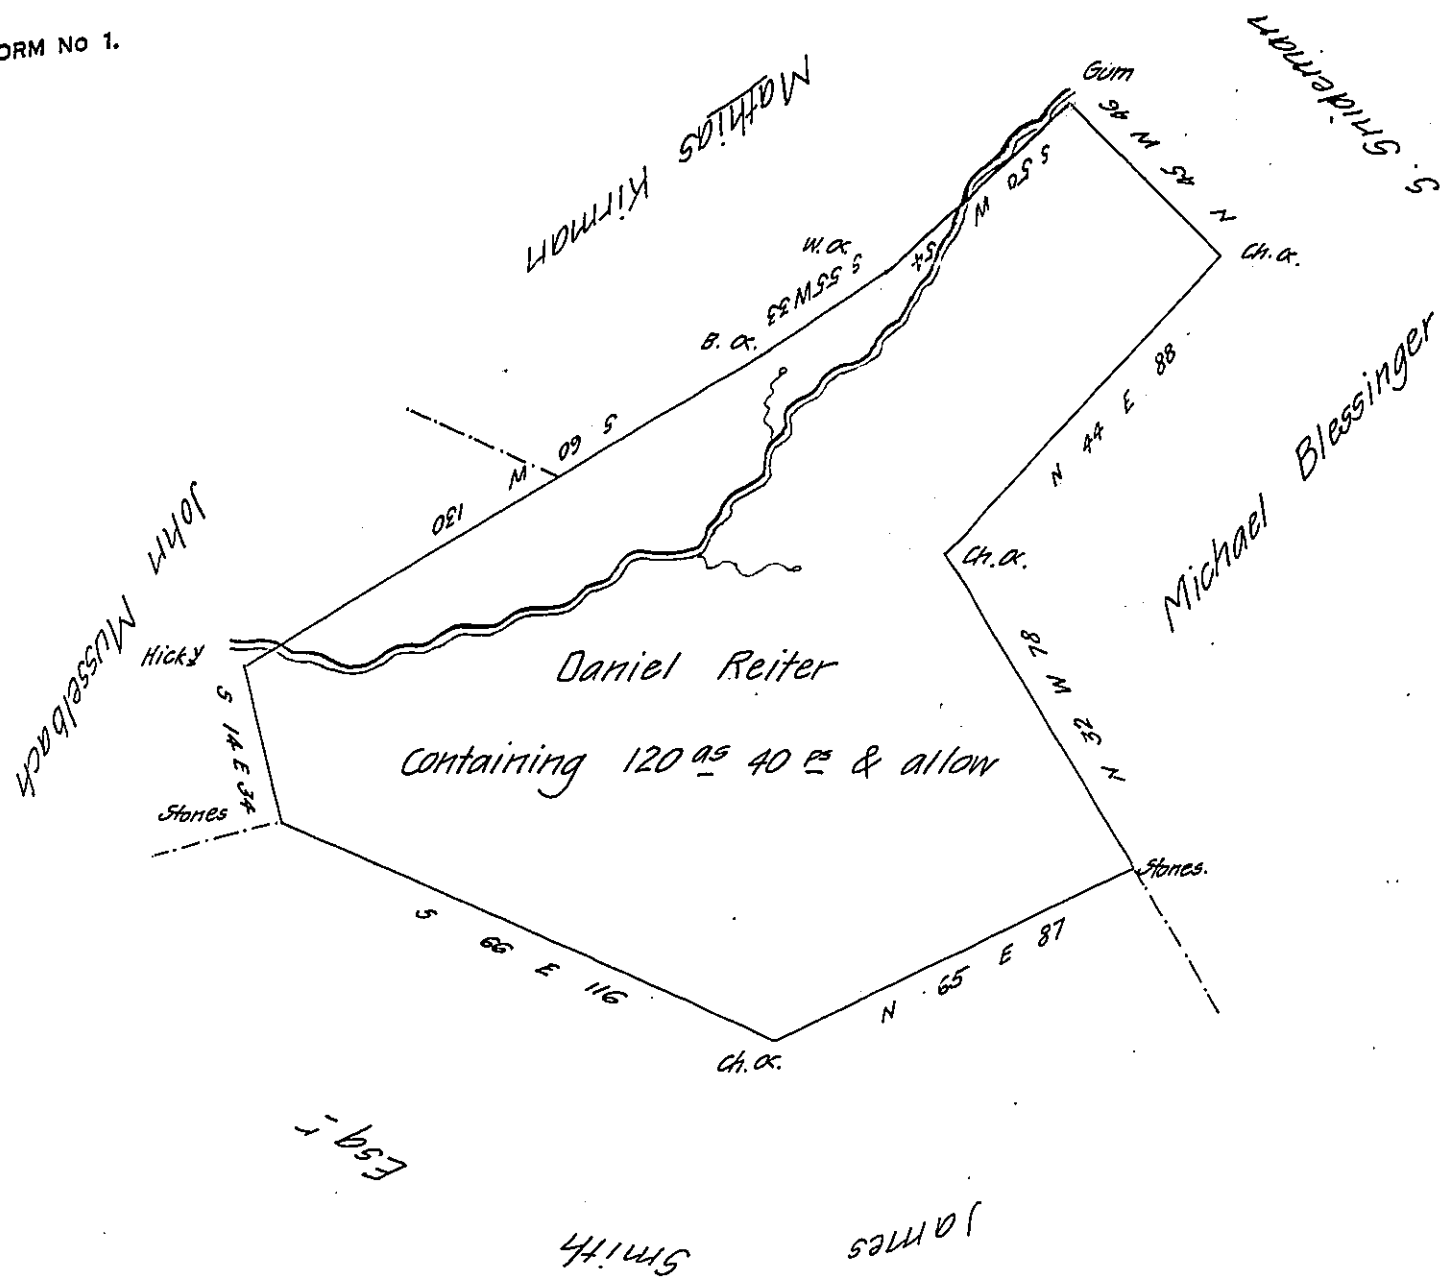 ORM No 1.
S. Sniderman
Mathias Kirman
Gum
N 45 W 46
S 50 W 54
Ch. O.
W. O.
S 55 W 33
B. O.
S 60 W 130
N 44 E 88
Michael Blessinger
John Musselbach
Hicky
Ch. O.
N 32 W 78
Daniel Reiter
S 14 E 34
Containing 120 as 40 ps & allow
Stones
Stones.
S 66 E 116
N 65 E 87
Ch. O.
James Smith Esq r